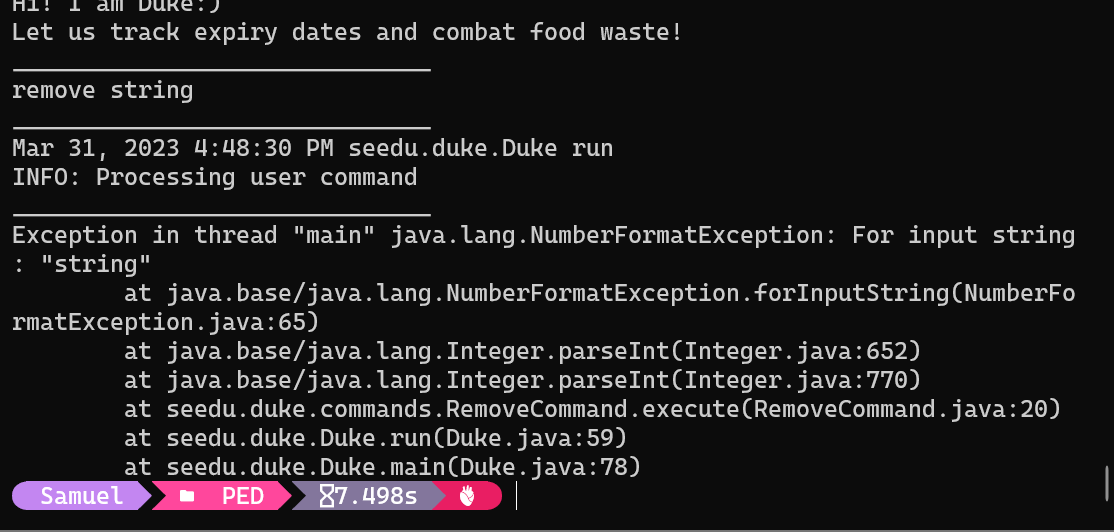 Hi! I am Duke:)
Let us track expiry dates and combat food waste!
______________________________
remove string
______________________________
Mar 31, 2023 4:48:30 PM seedu.duke.Duke run
INFO: Processing user command
______________________________
Exception in thread "main" java.lang.NumberFormatException: For input string
: "string"
at java.base/java.lang.NumberFormatException.forInputString(NumberFo
rmatException.java:65)
at java.base/java.lang.Integer.parseInt(Integer.java:652)
at java.base/java.lang.Integer.parseInt(Integer.java:770)
at seedu.duke.commands.RemoveCommand.execute(RemoveCommand.java:20)
at seedu.duke.Duke.run(Duke.java:59)
at seedu.duke.Duke.main(Duke.java:78)
Samuel PED 7.498s